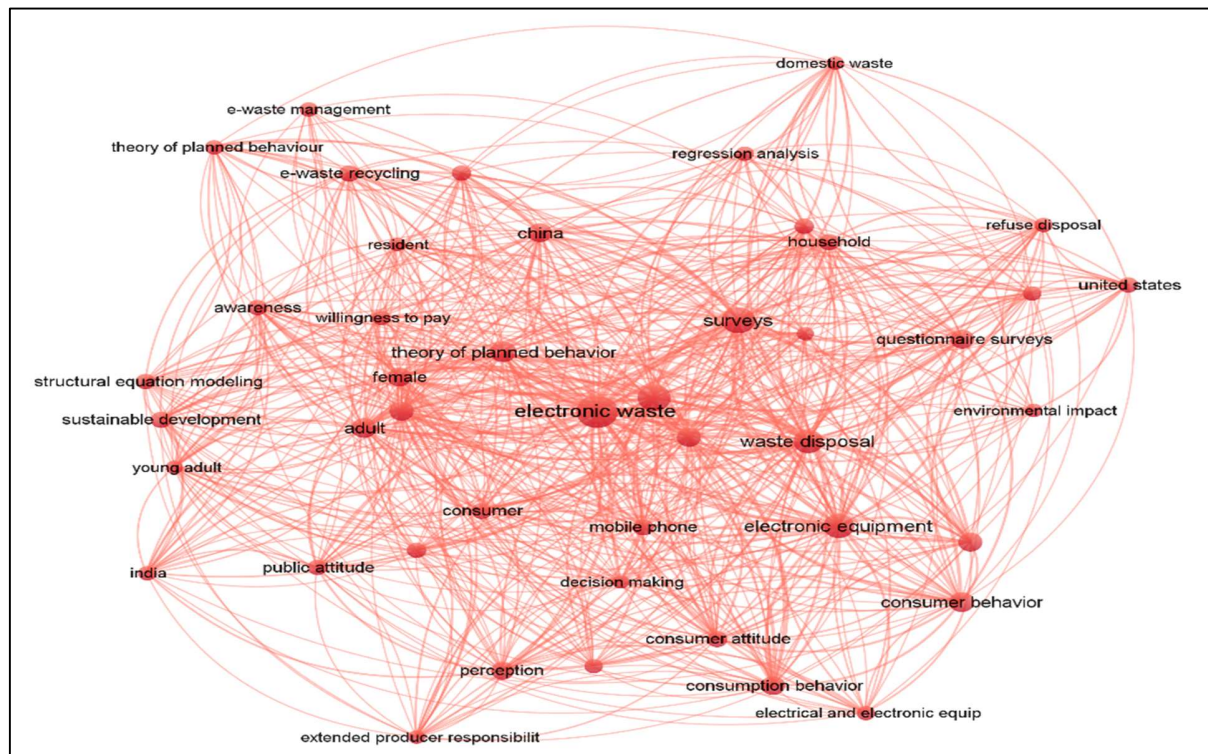 domestic waste
e-waste management
theory of planned behaviour
regression analysis
e-waste recycling
refuse disposal
china
resident
household
united states
awareness
willingness to pay
surveys
questionnaire surveys
theory of planned behavior
structural equation modeling
female
electronic waste
environmental impact
sustainable development
adult
waste disposal
young adult
consumer
mobile phone
electronic equipment
india
public attitude
decision making
consumer behavior
consumer attitude
perception
consumption behavior
electrical and electronic equip
extended producer responsibilit